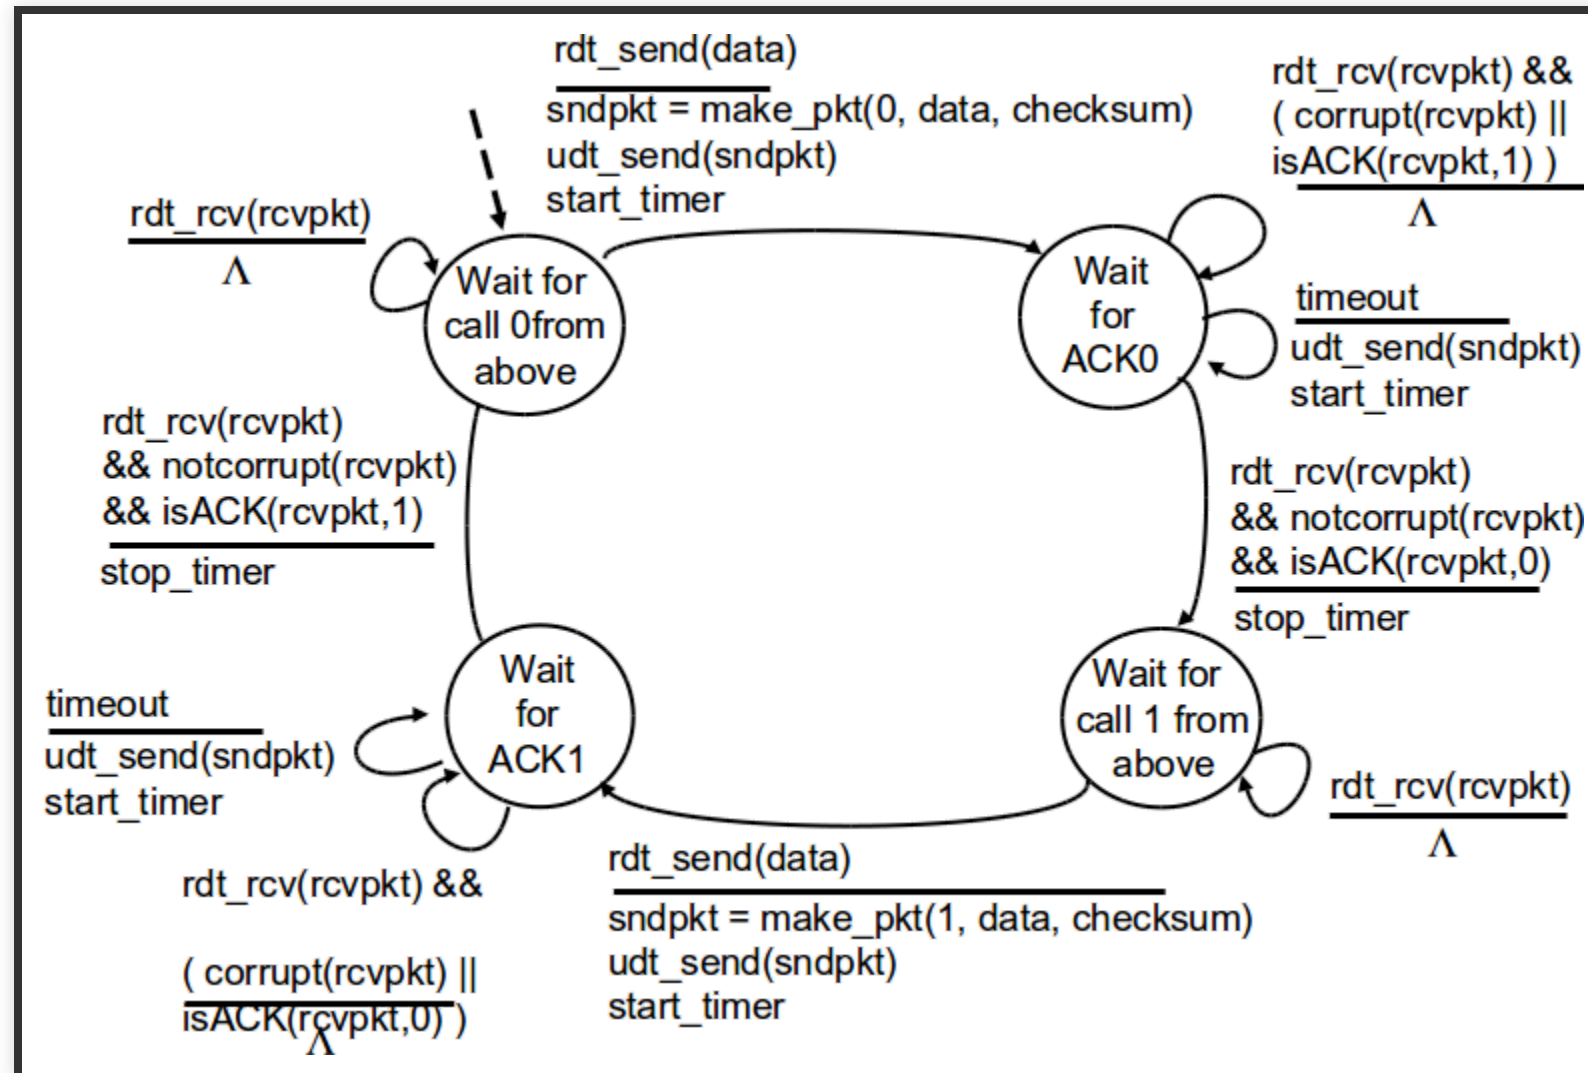 rdt_send(data)
sndpkt = make_pkt(0, data, checksum)
udt_send(sndpkt)
start_timer
rdt_rcv(rcvpkt) &&
( corrupt(rcvpkt) ||
isACK(rcvpkt,1) )
Λ
rdt_rcv(rcvpkt)
Λ
Wait for
call 0from
above
Wait
for
ACK0
timeout
udt_send(sndpkt)
start_timer
rdt_rcv(rcvpkt)
&& notcorrupt(rcvpkt)
&& isACK(rcvpkt,1)
stop_timer
rdt_rcv(rcvpkt)
&& notcorrupt(rcvpkt)
&& isACK(rcvpkt,0)
stop_timer
Wait
for
ACK1
Wait for
call 1 from
above
timeout
udt_send(sndpkt)
start_timer
rdt_rcv(rcvpkt)
Λ
rdt_rcv(rcvpkt) &&
( corrupt(rcvpkt) ||
isACK(rcvpkt,0) )
Λ
rdt_send(data)
sndpkt = make_pkt(1, data, checksum)
udt_send(sndpkt)
start_timer